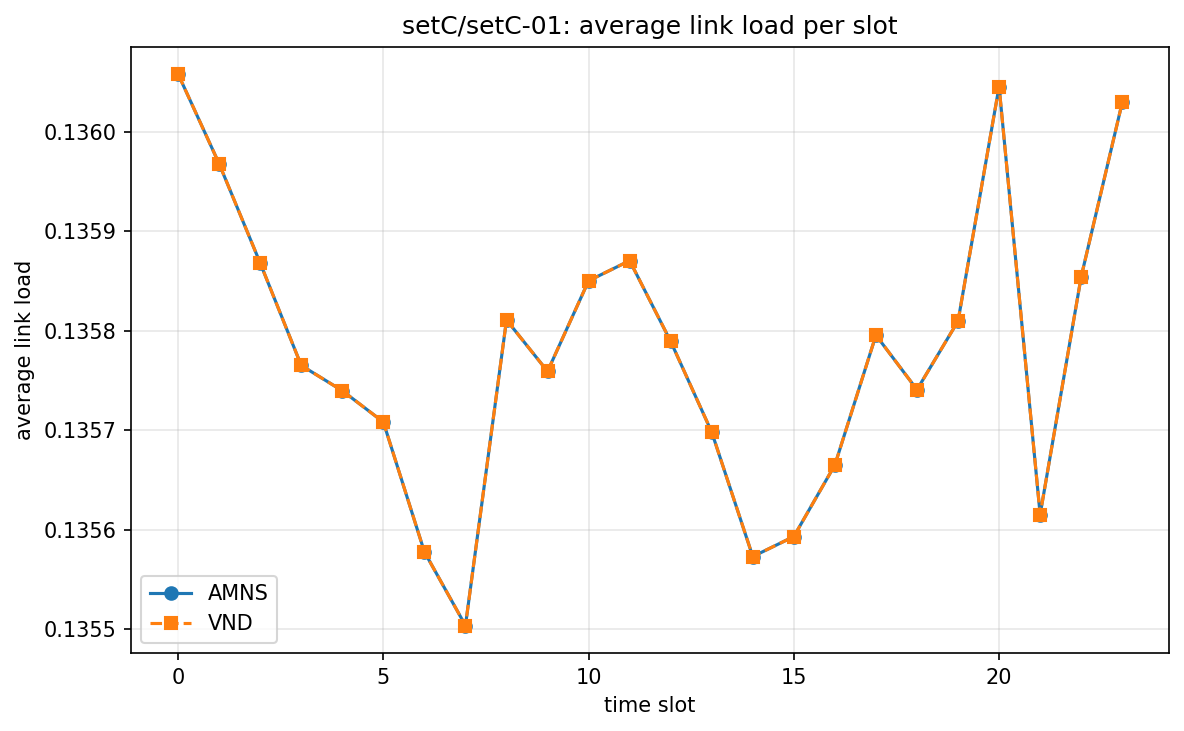 setC/setC-01: average link load per slot
0.1360
0.1359
0.1358
0.1357
0.1356
0.1355
average link load
AMNS
VND
0 5 10 15 20
time slot